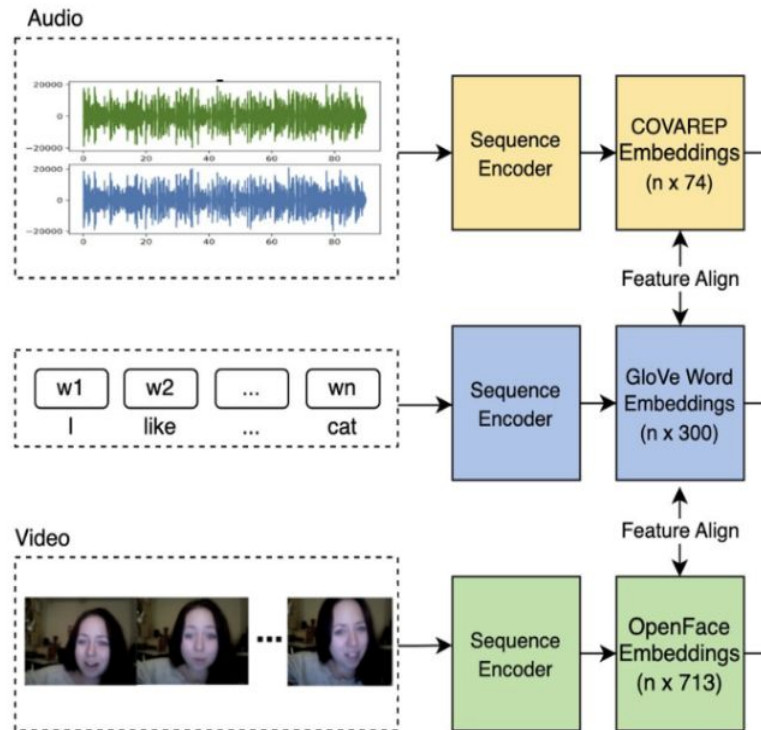 Audio
20000
0
−20000
0 20 40 60 80
20000
0
−20000
0 20 40 60 80
Sequence
Encoder
COVAREP
Embeddings
(n x 74)
Feature Align
w1 w2 ... wn
I like ... cat
Sequence
Encoder
GloVe Word
Embeddings
(n x 300)
Feature Align
Video
...
Sequence
Encoder
OpenFace
Embeddings
(n x 713)